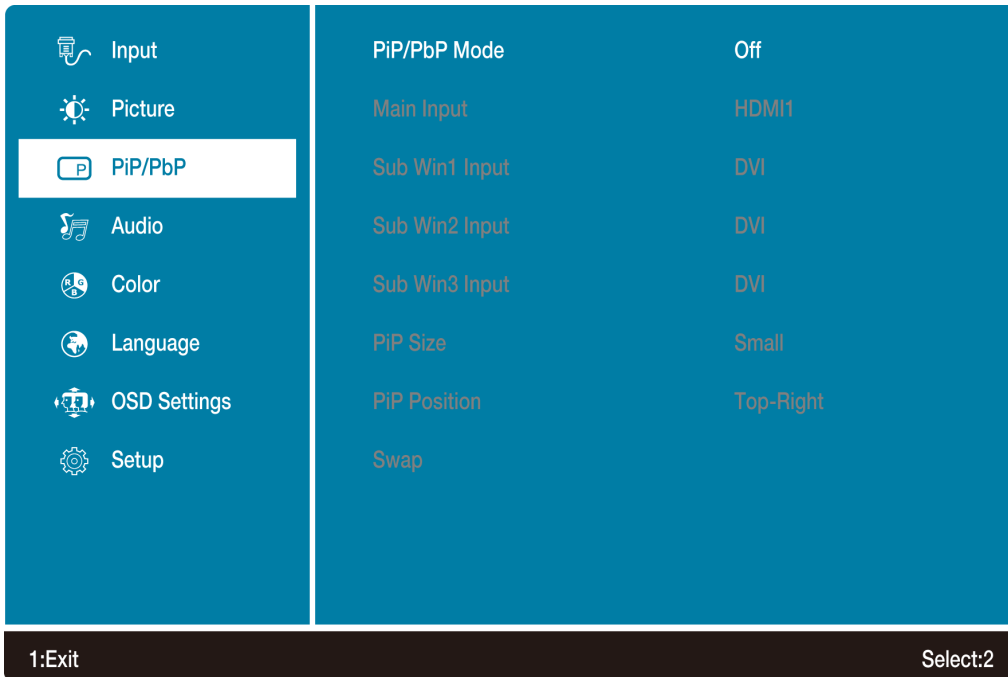 Input
PiP/PbP Mode Off
Picture
Main Input HDMI1
P PiP/PbP
Sub Win1 Input DVI
Audio
Sub Win2 Input DVI
R G B Color
Sub Win3 Input DVI
Language
PiP Size Small
OSD Settings
PiP Position Top-Right
Setup
Swap
1:Exit Select:2